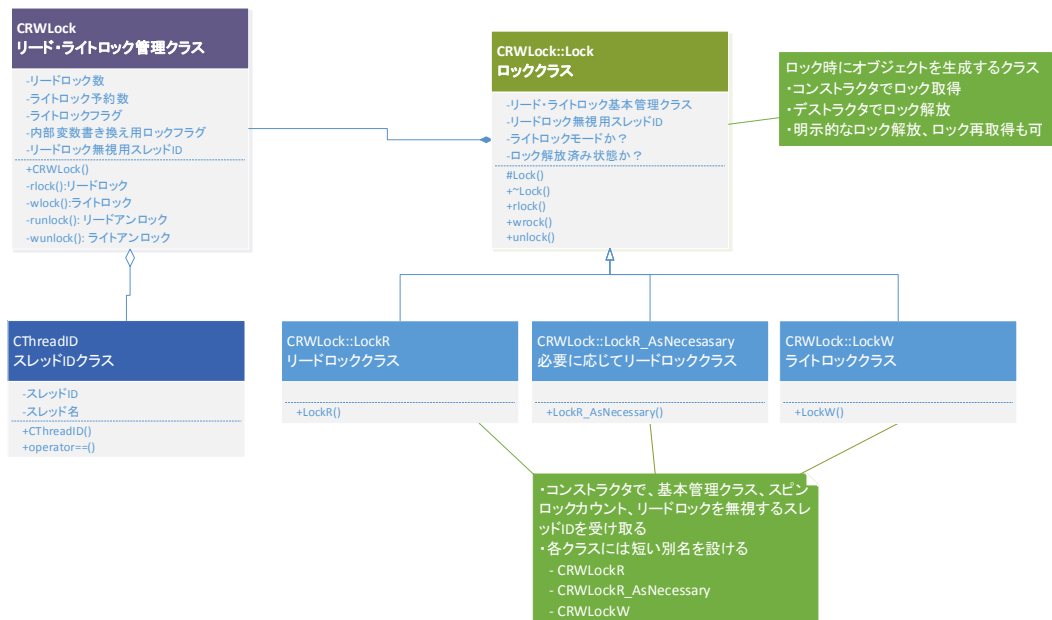 CRWLock
リード・ライトロック管理クラス
-リードロック数
-ライトロック予約数
-ライトロックフラグ
-内部変数書き換え用ロックフラグ
-リードロック無視用スレッドID
+CRWLock()
-rlock():リードロック
-wlock():ライトロック
-runlock(): リードアンロック
-wunlock(): ライトアンロック
CRWLock::Lock
ロッククラス
-リード・ライトロック基本管理クラス
-リードロック無視用スレッドID
-ライトロックモードか？
-ロック解放済み状態か？
#Lock()
+~Lock()
+rlock()
+wrock()
+unlock()
ロック時にオブジェクトを生成するクラス
・コンストラクタでロック取得
・デストラクタでロック解放
・明示的なロック解放、ロック再取得も可
CThreadID
スレッドIDクラス
-スレッドID
-スレッド名
+CThreadID()
+operator==()
CRWLock::LockR
リードロッククラス
+LockR()
CRWLock::LockR_AsNecesasary
必要に応じてリードロッククラス
+LockR_AsNecessary()
CRWLock::LockW
ライトロッククラス
+LockW()
・コンストラクタで、基本管理クラス、スピン
ロックカウント、リードロックを無視するスレ
ッドIDを受け取る
・各クラスには短い別名を設ける
- CRWLockR
- CRWLockR_AsNecessary
- CRWLockW